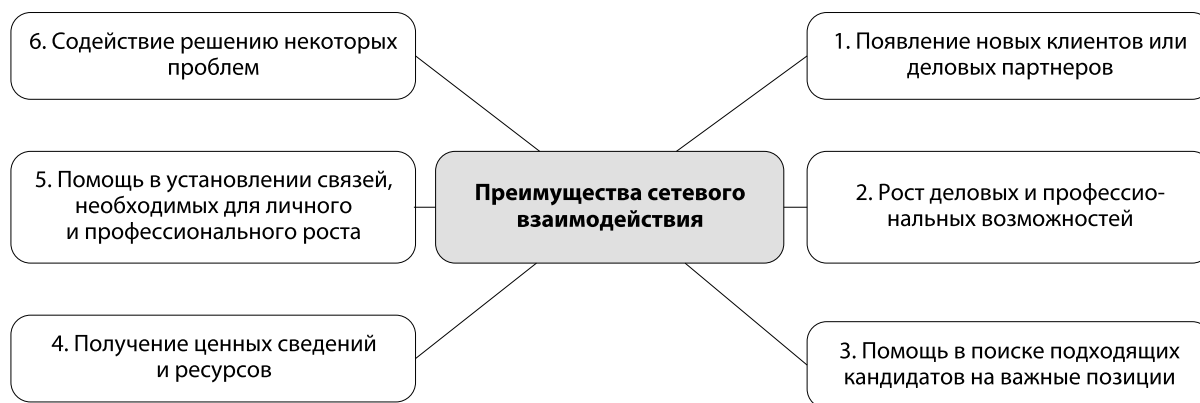 6. Содействие решению некоторых
проблем
1. Появление новых клиентов или
деловых партнеров
5. Помощь в установлении связей,
необходимых для личного
и профессионального роста
Преимущества сетевого
взаимодействия
2. Рост деловых и профессио-
нальных возможностей
4. Получение ценных сведений
и ресурсов
3. Помощь в поиске подходящих
кандидатов на важные позиции